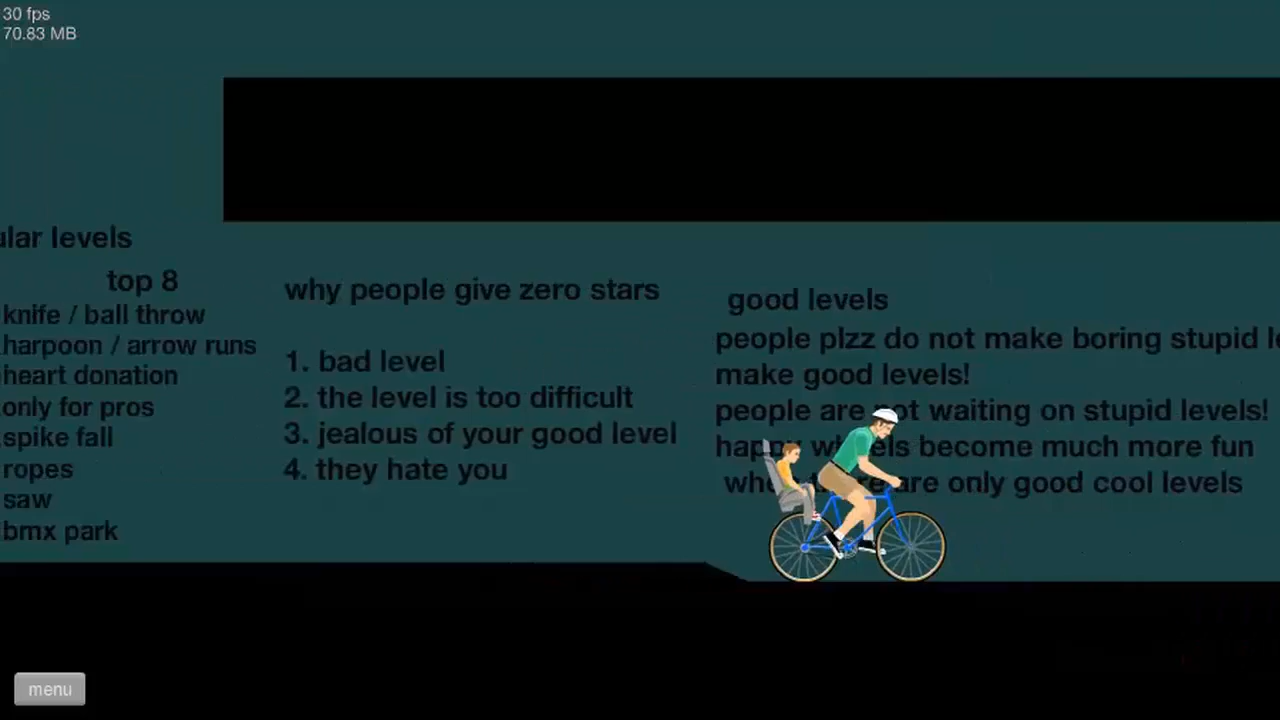 30 fps
70.83 MB
ular levels
top 8
knife / ball throw
harpoon / arrow runs
heart donation
only for pros
spike fall
ropes
saw
bmx park
why people give zero stars
1. bad level
2. the level is too difficult
3. jealous of your good level
4. they hate you
good levels
people plzz do not make boring stupid le
make good levels!
people are not waiting on stupid levels!
happy wheels become much more fun
are only good cool levels
menu